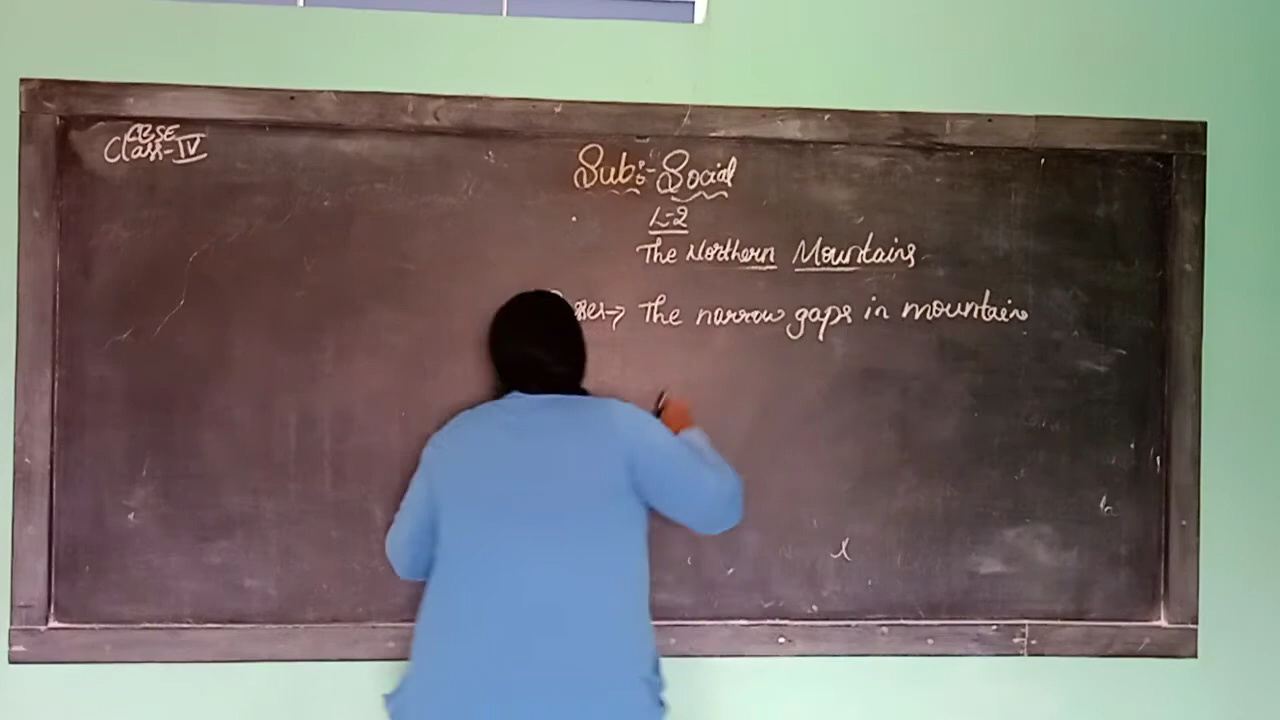 CBSE
Class-IV
Sub:-Social
L-2
The Northern Mountains
→ The narrow gaps in mountains